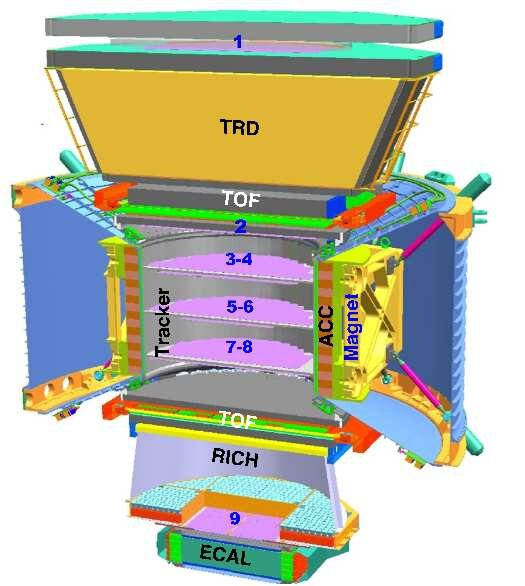 1
TRD
TOF
2
3-4
5-6
7-8
Tracker
ACC
Magnet
TOF
RICH
9
ECAL